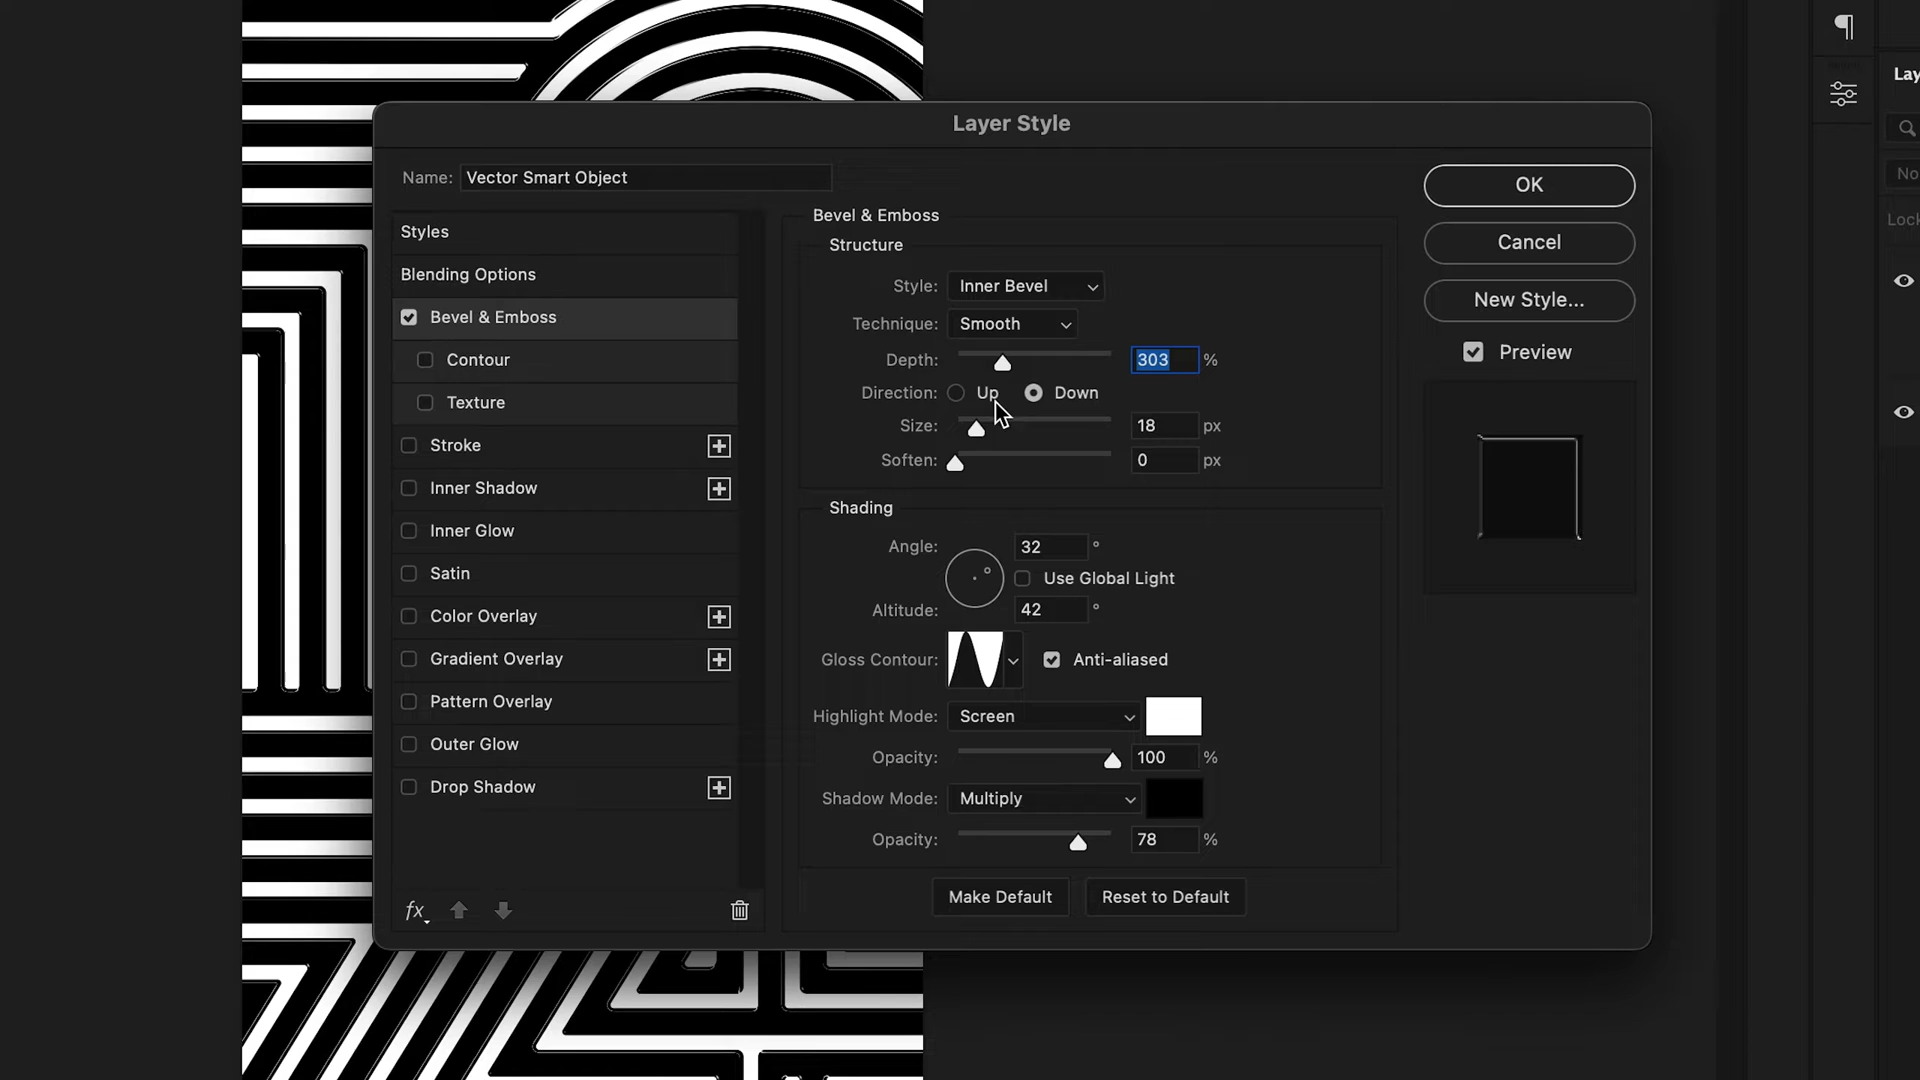 Layer Style
Lay
Name: Vector Smart Object
OK
No
Styles
Bevel & Emboss
Lock
Structure
Cancel
Blending Options
Style: Inner Bevel
New Style...
Bevel & Emboss
Technique: Smooth
Preview
Contour
Depth: 303 %
Direction: Up Down
Texture
Size: 18 px
Stroke
Soften: 0 px
Inner Shadow
Shading
Inner Glow
Angle: 32 °
Satin
Use Global Light
Color Overlay
Altitude: 42 °
Gradient Overlay
Gloss Contour: Anti-aliased
Pattern Overlay
Highlight Mode: Screen
Outer Glow
Opacity: 100 %
Drop Shadow
Shadow Mode: Multiply
Opacity: 78 %
Make Default
Reset to Default
fx